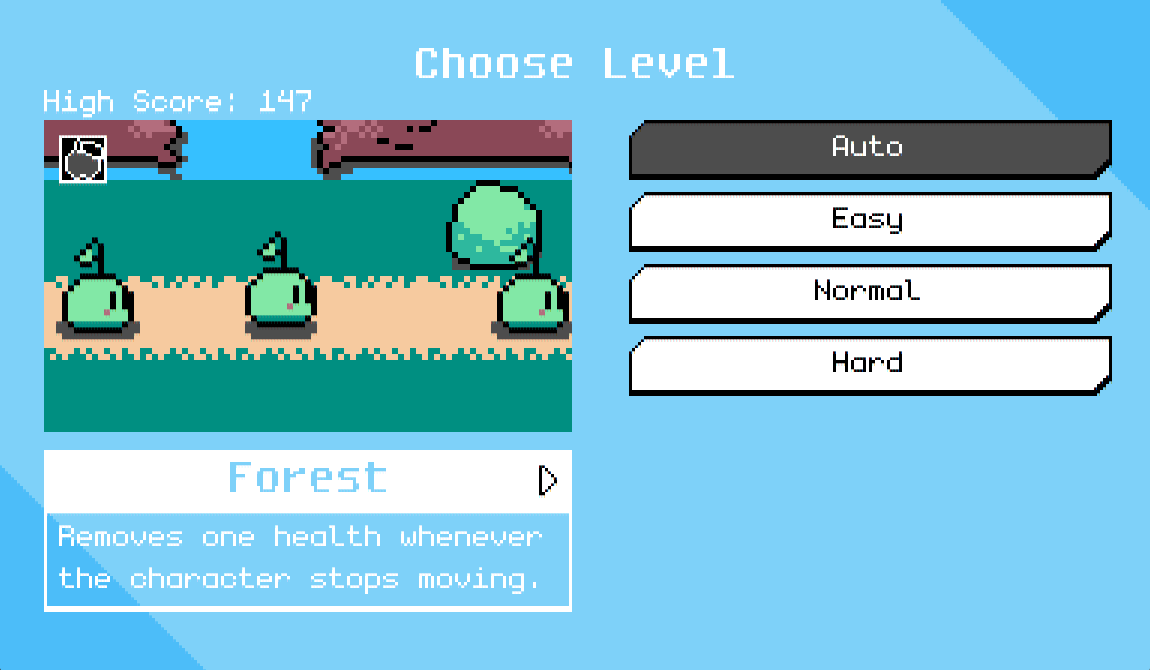 Choose Level
High Score: 147
Auto
Easy
Normal
Hard
Forest
Removes one health whenever
the character stops moving.